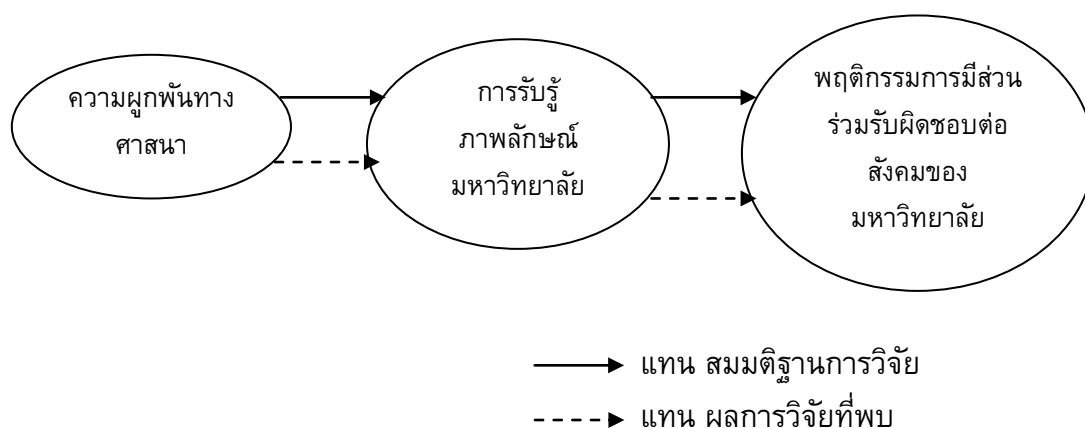 ความผูกพันทาง
ศาสนา
การรับรู้
ภาพลักษณ์
มหาวิทยาลัย
พฤติกรรมการมีส่วน
ร่วมรับผิดชอบต่อ
สังคมของ
มหาวิทยาลัย
แทน สมมติฐานการวิจัย
แทน ผลการวิจัยที่พบ